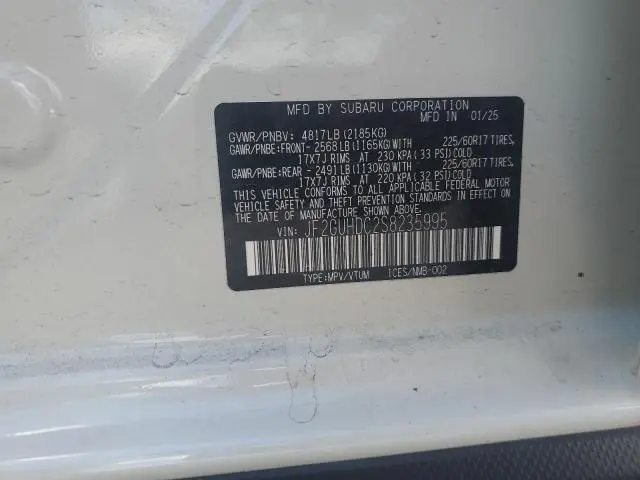 MFD BY SUBARU CORPORATION
MFD IN 01/25
GVWR/PNBV: 4817LB(2185KG)
GAWR/PNBE:FRONT- 2568LB(1165KG)WITH 225/60R17 TIRES,
17X7J RIMS AT 230 KPA(33 PSI)COLD
GAWR/PNBE:REAR - 2491LB(1130KG)WITH 225/60R17 TIRES,
17X7J RIMS AT 220 KPA(32 PSI)COLD
THIS VEHICLE CONFORMS TO ALL APPLICABLE FEDERAL MOTOR
VEHICLE SAFETY AND THEFT PREVENTION STANDARDS IN EFFECT
ON THE DATE OF MANUFACTURE SHOWN ABOVE.
VIN: JF2GUHDC2S8235995
TYPE:MPV/VTUM ICES/NMB-002